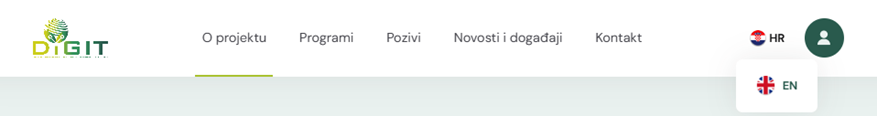 DIGIT
O projektu
Programi
Pozivi
Novosti i događaji
Kontakt
HR
EN